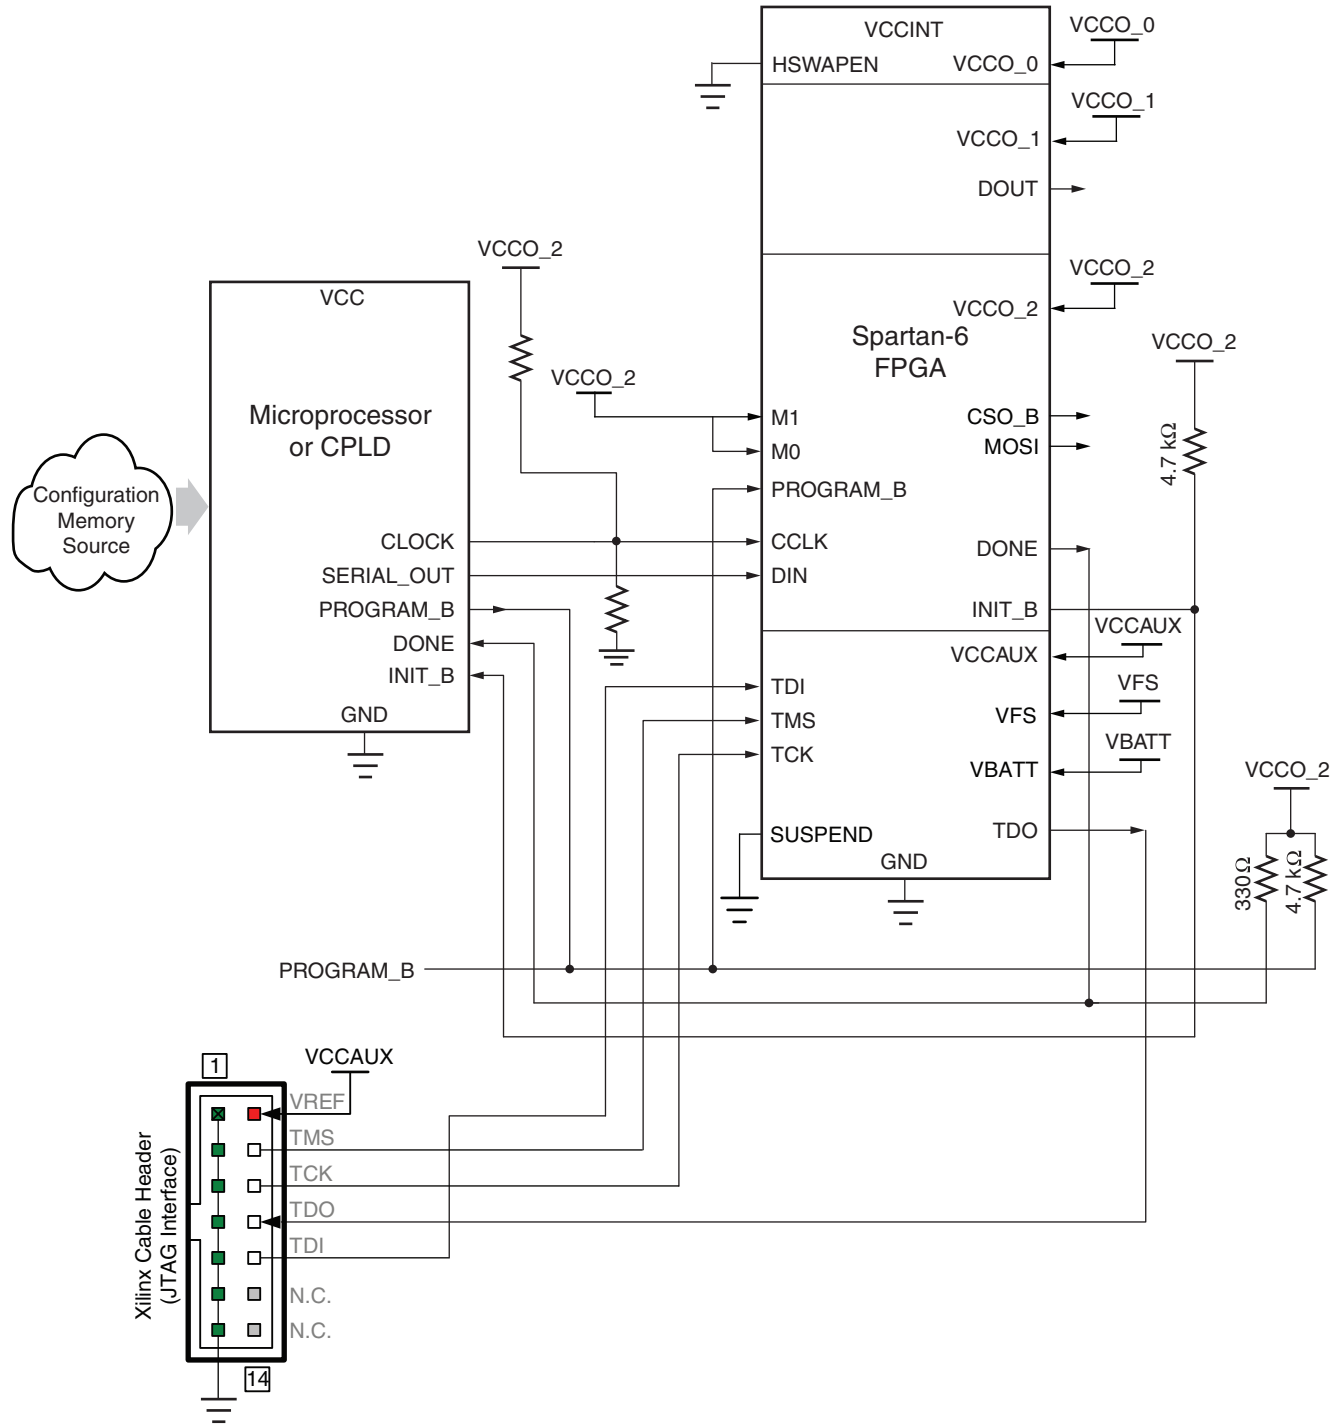 VCCINT
HSWAPEN
VCCO_0
VCCO_0
VCCO_1
VCCO_1
DOUT
VCCO_2
VCCO_2
VCCO_2
Spartan-6
FPGA
VCCO_2
VCCO_2
4.7 kΩ
VCC
Microprocessor
or CPLD
Configuration
Memory
Source
M1
M0
PROGRAM_B
CCLK
DIN
CSO_B
MOSI
DONE
INIT_B
CLOCK
SERIAL_OUT
PROGRAM_B
DONE
INIT_B
GND
VCCAUX
VCCAUX
VFS
VFS
VBATT
VBATT
TDI
TMS
TCK
SUSPEND
TDO
GND
VCCO_2
330Ω
4.7 kΩ
PROGRAM_B
1
VCCAUX
VREF
TMS
TCK
TDO
TDI
N.C.
N.C.
14
Xilinx Cable Header
(JTAG Interface)